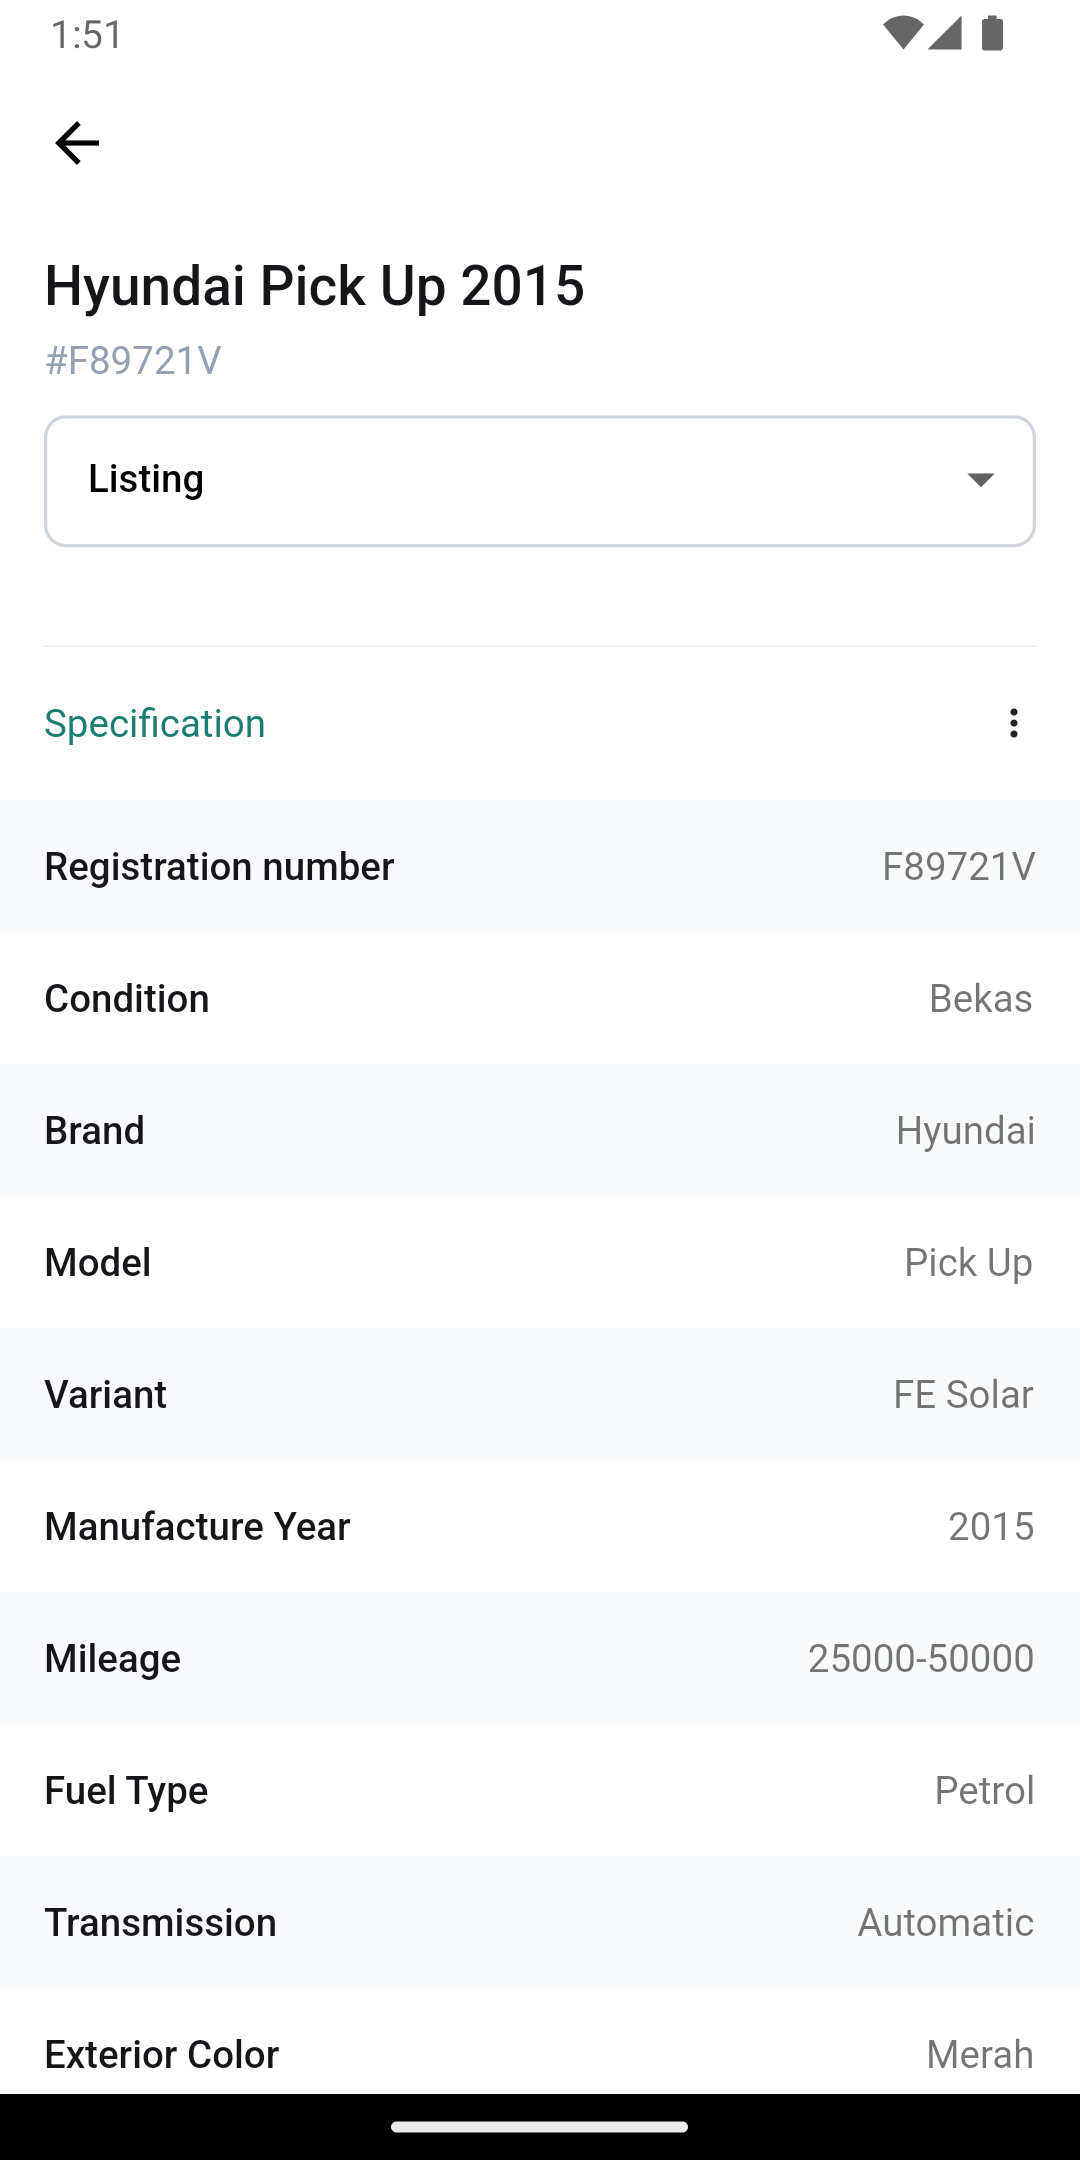 1:51
Hyundai Pick Up 2015
#F89721V
Listing
Specification
Registration number F89721V
Condition Bekas
Brand Hyundai
Model Pick Up
Variant FE Solar
Manufacture Year 2015
Mileage 25000-50000
Fuel Type Petrol
Transmission Automatic
Exterior Color Merah